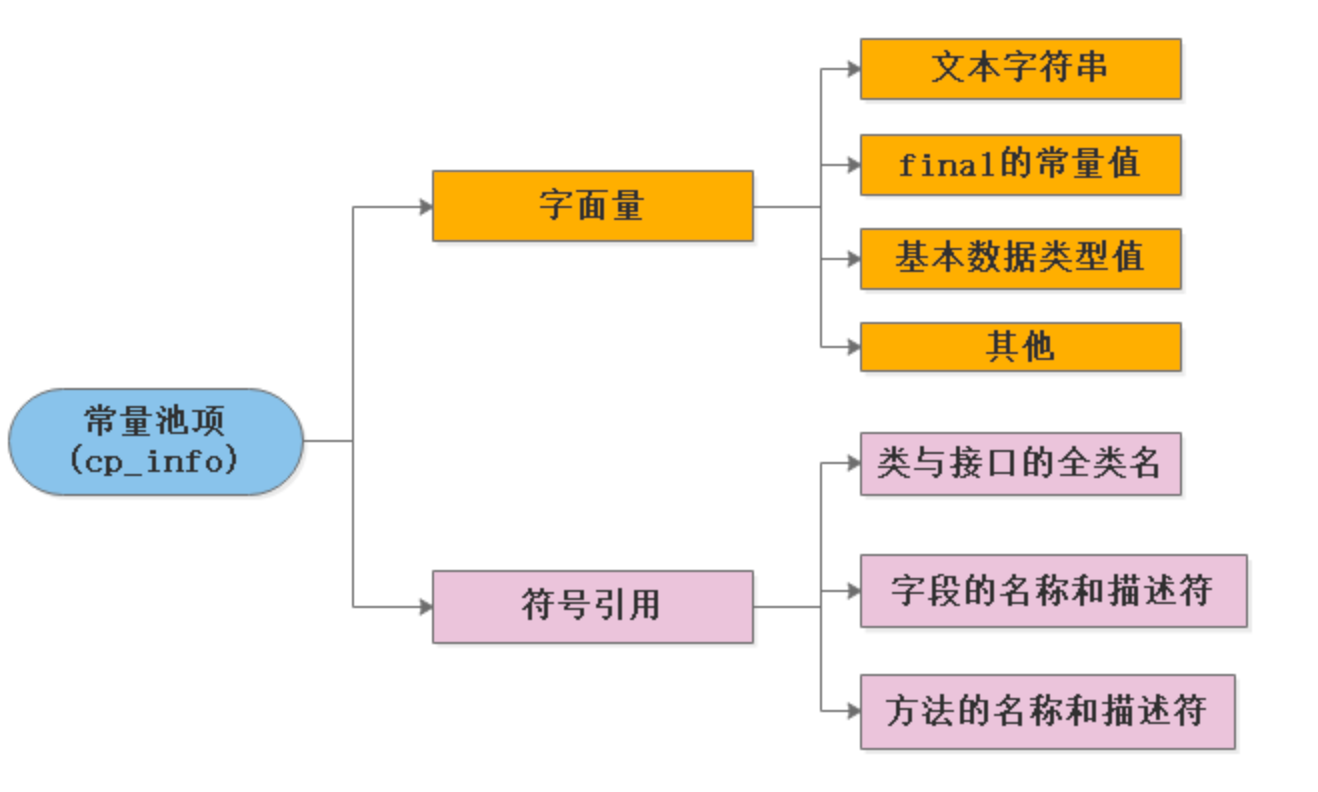 常量池项
(cp_info)
字面量
文本字符串
final的常量值
基本数据类型值
其他
符号引用
类与接口的全类名
字段的名称和描述符
方法的名称和描述符